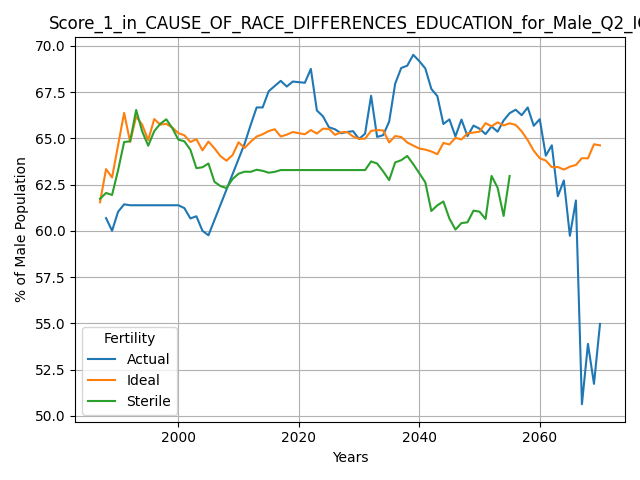 Score_1_in_CAUSE_OF_RACE_DIFFERENCES_EDUCATION_for_Male_Q2_
% of Male Population
70.0
67.5
65.0
62.5
60.0
57.5
55.0
52.5
50.0
Fertility
Actual
Ideal
Sterile
2000
2020
2040
2060
Years